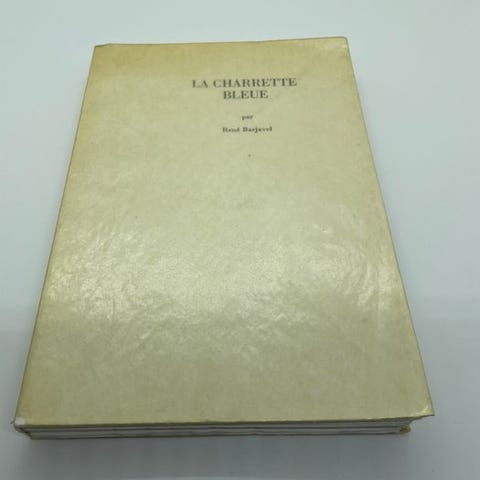 LA CHARRETTE
BLEUE
par
René Barjavel